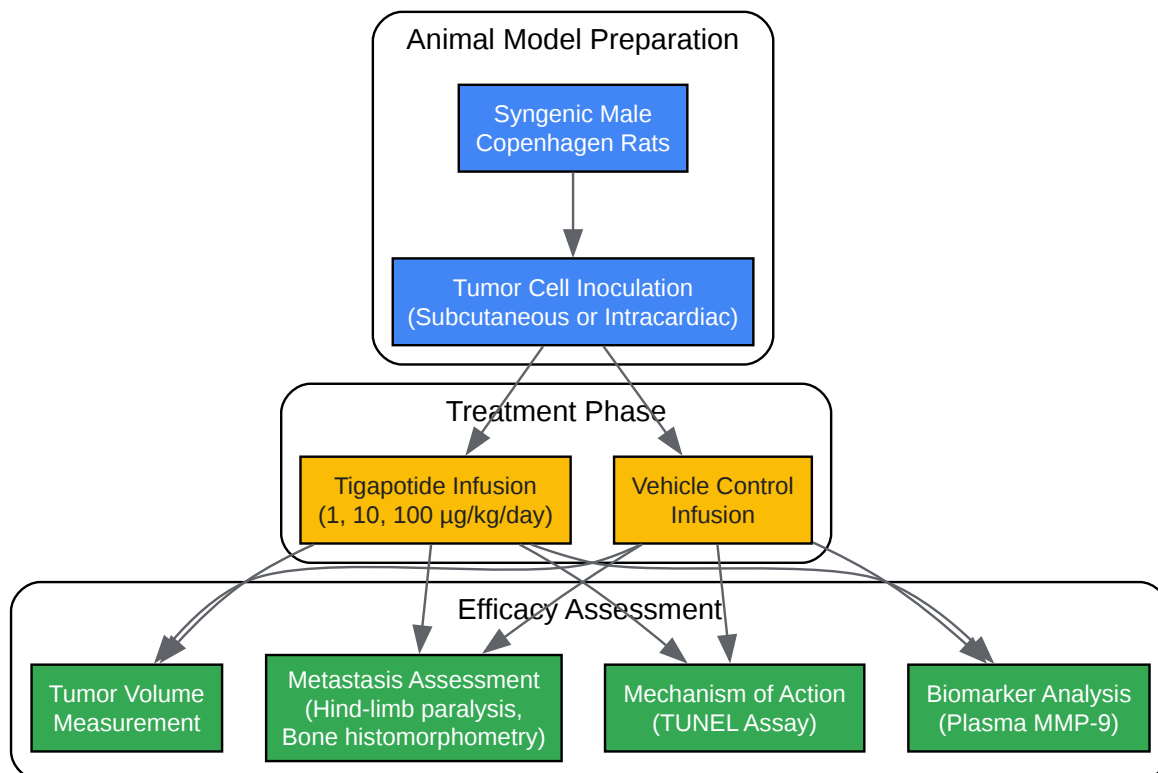 Animal Model Preparation
Syngenic Male
Copenhagen Rats
Tumor Cell Inoculation
(Subcutaneous or Intracardiac)
Treatment Phase
Tigapotide Infusion
(1, 10, 100 µg/kg/day)
Vehicle Control
Infusion
Efficacy Assessment
Tumor Volume
Measurement
Metastasis Assessment
(Hind-limb paralysis,
Bone histomorphometry)
Mechanism of Action
(TUNEL Assay)
Biomarker Analysis
(Plasma MMP-9)